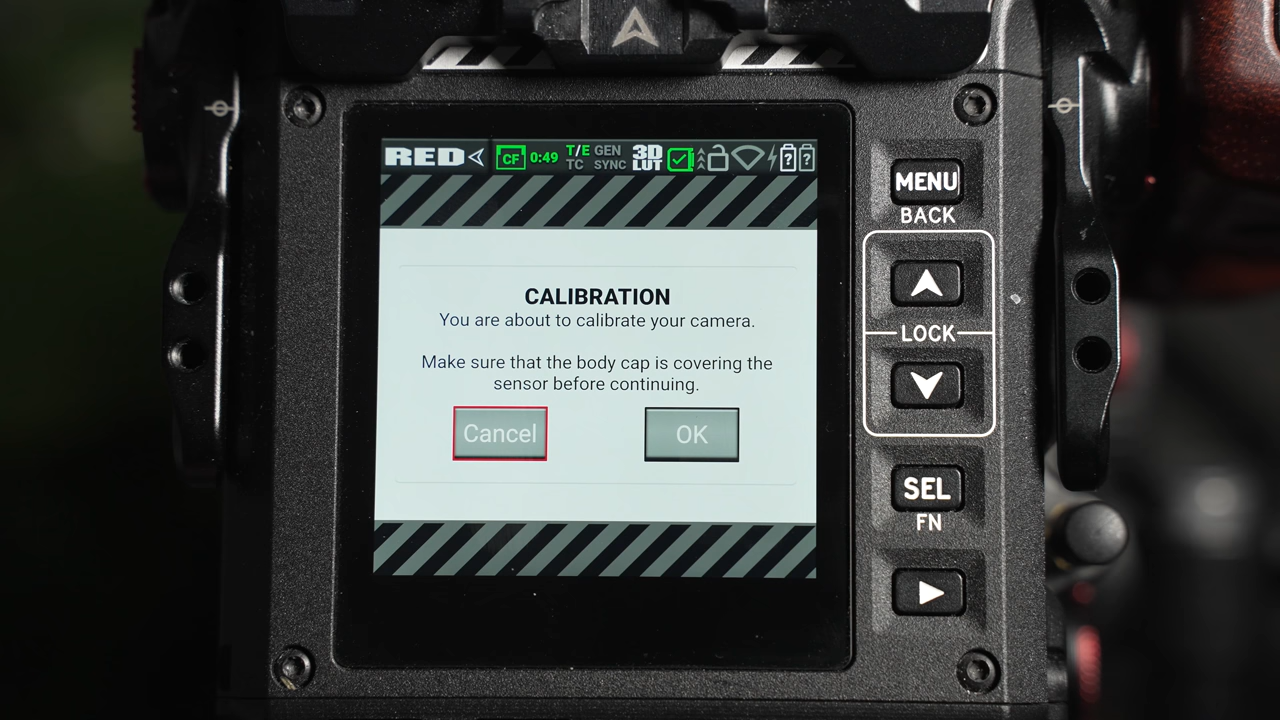 RED CF 0:49 T/E GEN 3D
TC SYNC LUT ? ?
CALIBRATION
You are about to calibrate your camera.
Make sure that the body cap is covering the
sensor before continuing.
Cancel OK
MENU
BACK
LOCK
SEL
FN